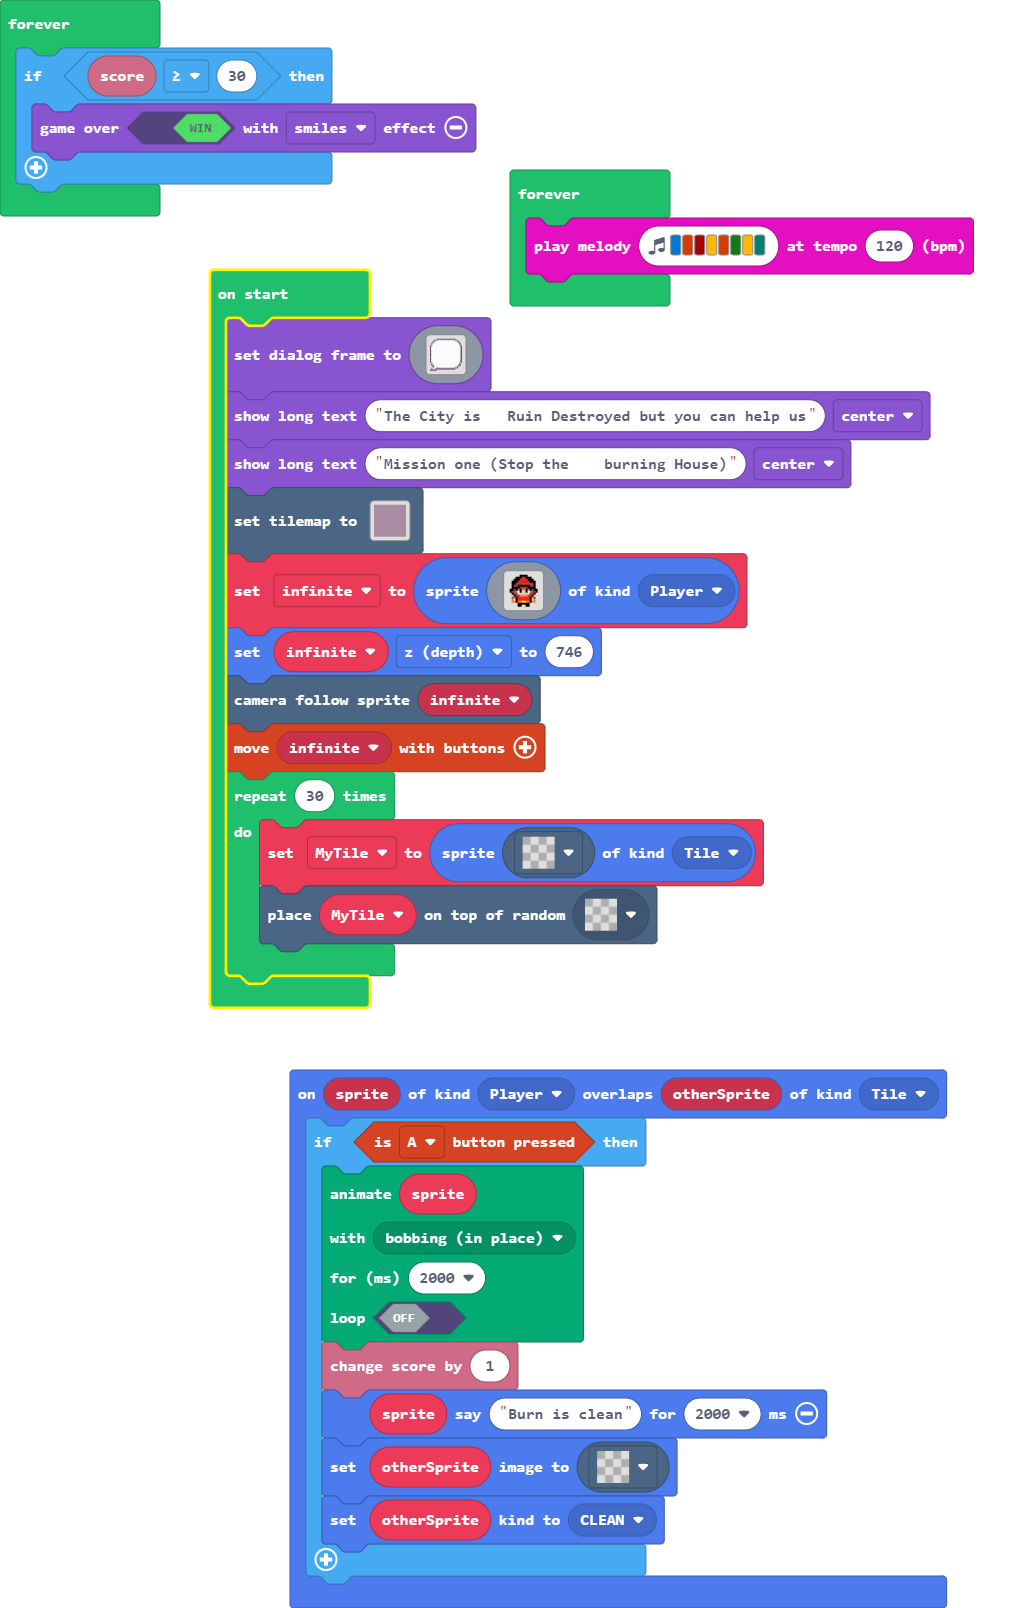 forever
if score ≥ 30 then
game over WIN with smiles effect
forever
play melody at tempo 120 (bpm)
on start
set dialog frame to
show long text "The City is   Ruin Destroyed but you can help us" center
show long text "Mission one (Stop the    burning House)" center
set tilemap to
set infinite to sprite of kind Player
set infinite z (depth) to 746
camera follow sprite infinite
move infinite with buttons
repeat 30 times
do
set MyTile to sprite of kind Tile
place MyTile on top of random
on sprite of kind Player overlaps otherSprite of kind Tile
if is A button pressed then
animate sprite
with bobbing (in place)
for (ms) 2000
loop OFF
change score by 1
sprite say "Burn is clean" for 2000 ms
set otherSprite image to
set otherSprite kind to CLEAN